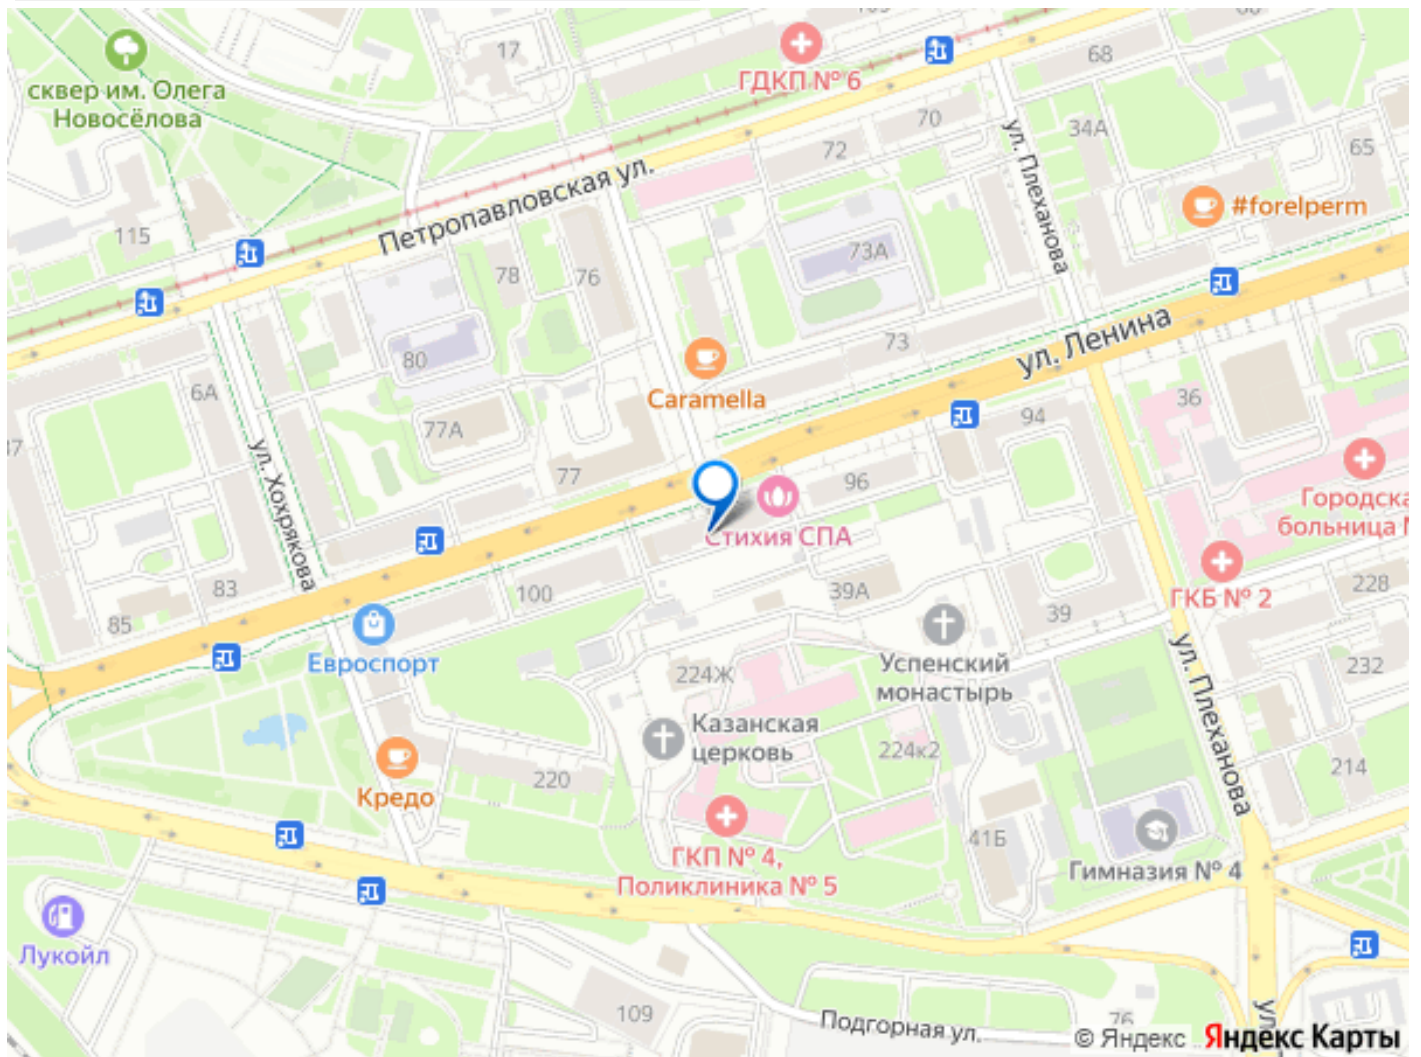 17
ГДКП № 6
68
сквер им. Олега
Новосёлова
70
34А
72
65
ул. Плеханова
Петропавловская ул.
#forelperm
115
73А
78
76
80
73
ул. Ленина
Caramella
6А
77А
36
94
ул. Хохрякова
77
96
Городска
больница
Стихия СПА
83
100
39А
39
ГКБ № 2
228
85
Евроспорт
Успенский
монастырь
232
224Ж
ул. Плеханова
Казанская
церковь
224к2
220
214
Кредо
41Б
ГКП № 4,
Поликлиника № 5
Гимназия № 4
Лукойл
109
Подгорная ул.
76
ул.
© Яндекс Яндекс Карты